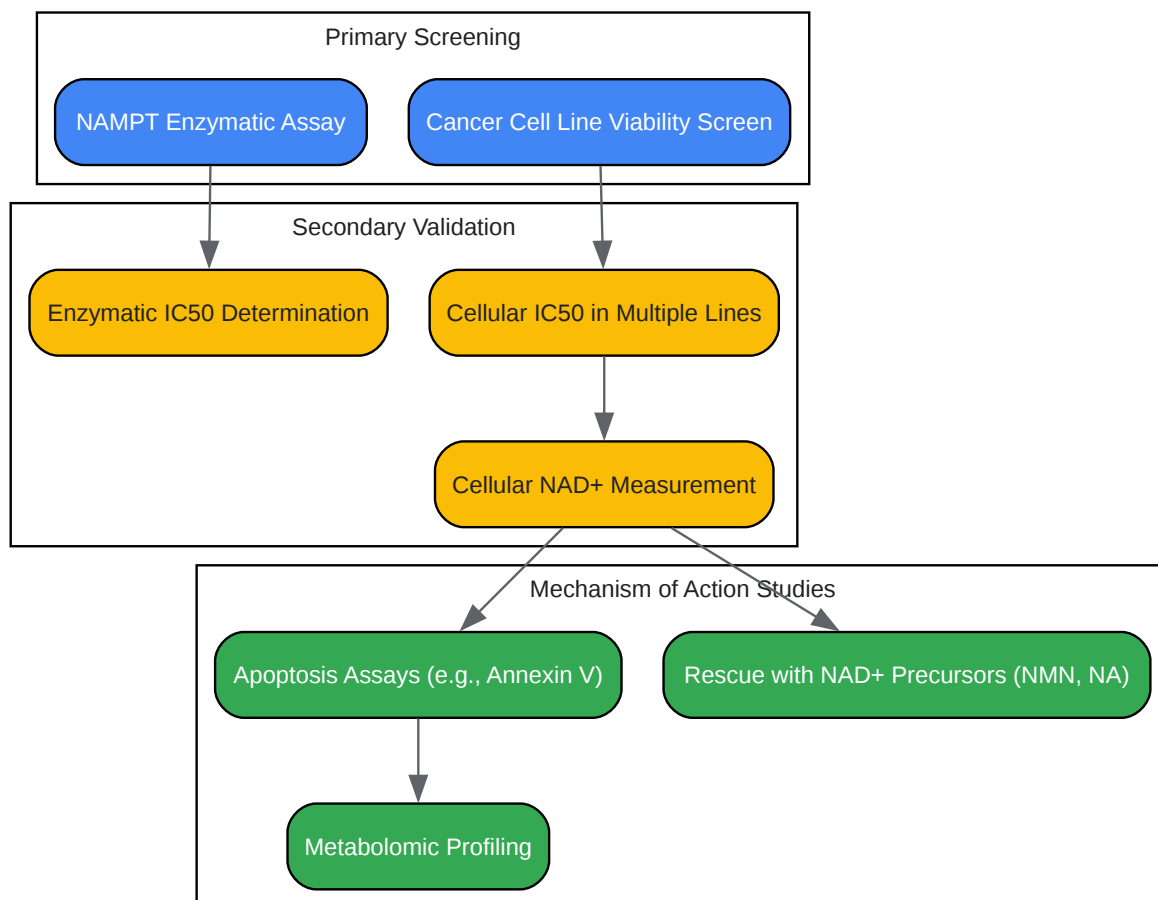 Primary Screening
NAMPT Enzymatic Assay
Cancer Cell Line Viability Screen
Secondary Validation
Enzymatic IC50 Determination
Cellular IC50 in Multiple Lines
Cellular NAD+ Measurement
Mechanism of Action Studies
Apoptosis Assays (e.g., Annexin V)
Rescue with NAD+ Precursors (NMN, NA)
Metabolomic Profiling